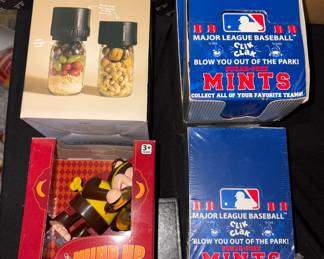 MAJOR LEAGUE BASEBALL
CLIK
CLAK
BLOW YOU OUT OF THE PARK!
SUGAR-FREE
MINTS
COLLECT ALL OF YOUR FAVORITE TEAMS!
3+
WIND UP
MAJOR LEAGUE BASEBALL
CLIK
CLAK
BLOW YOU OUT OF THE PARK!
SUGAR-FREE
MINTS